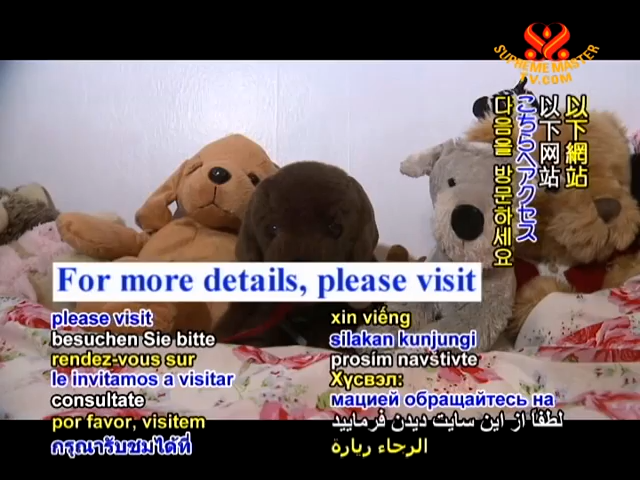 SUPREME MASTER
TV.COM
以下網站
以下网站
こちらへアクセス
다음을 방문하세요
For more details, please visit
please visit
besuchen Sie bitte
rendez-vous sur
le invitamos a visitar
consultate
por favor, visitem
กรุณารับชมได้ที่
xin viếng
silakan kunjungi
prosím navštivte
Хүсвэл:
мацией обращайтесь на
لطفاً از این سایت دیدن فرمایید
الرجاء زيارة